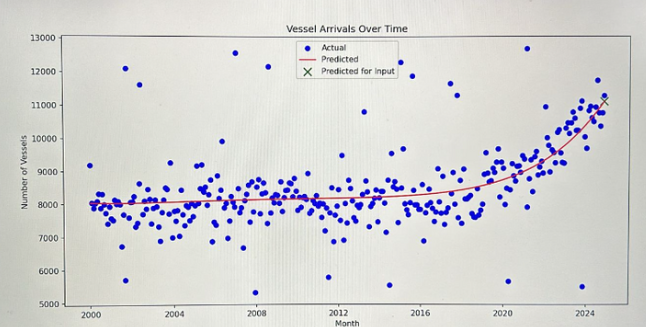 Vessel Arrivals Over Time
Actual
Predicted
Predicted for Input
Number of Vessels
13000
12000
11000
10000
9000
8000
7000
6000
5000
2000 2004 2008 2012 2016 2020 2024
Month